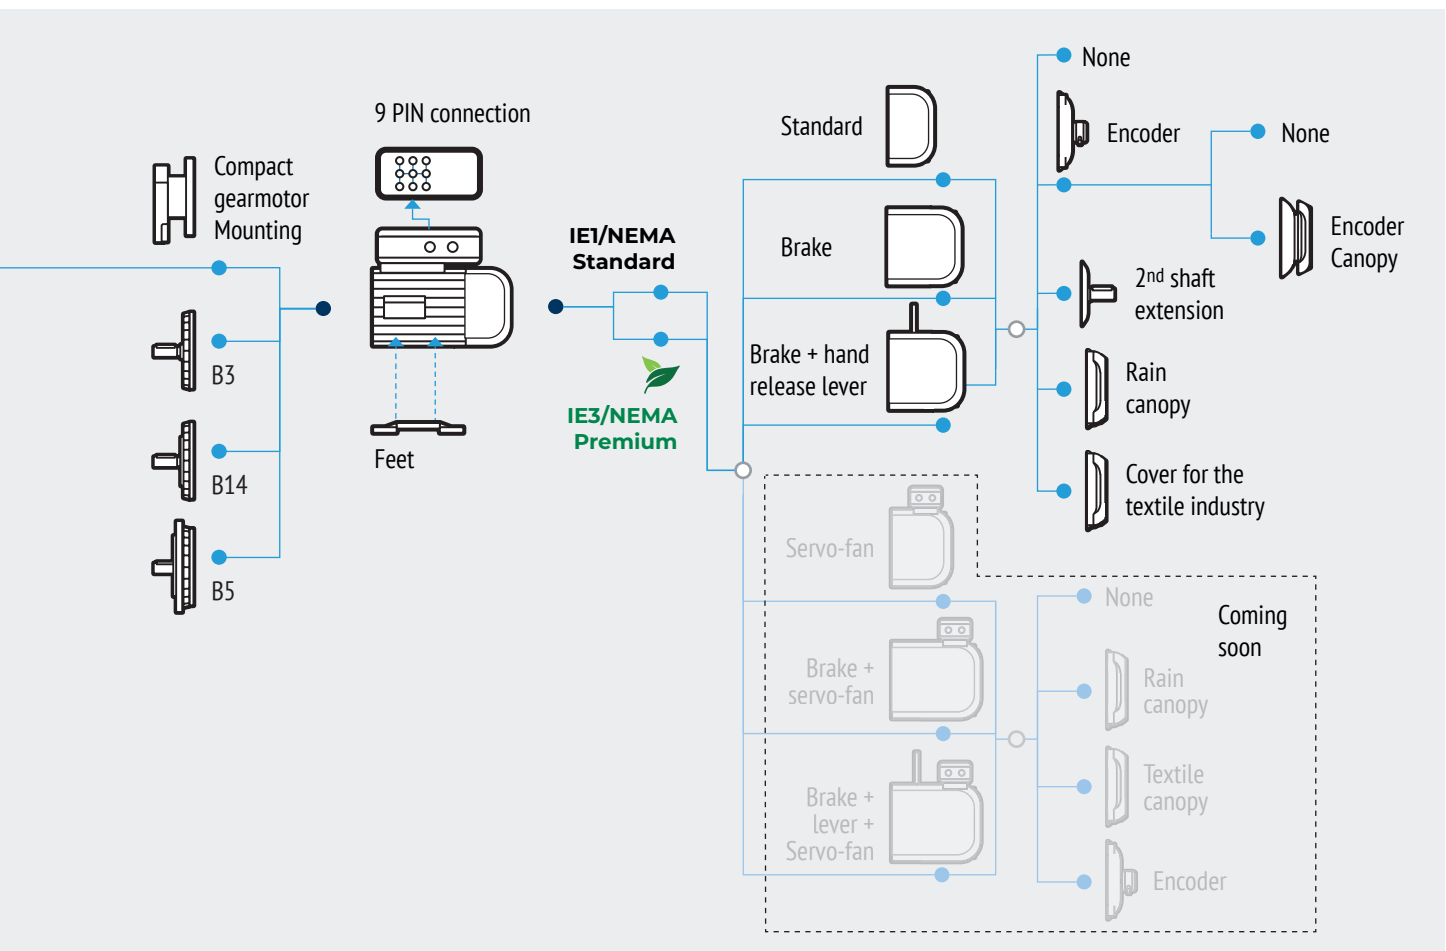 9 PIN connection
Compact
gearmotor
Mounting
B3
B14
B5
Feet
IE1/NEMA
Standard
IE3/NEMA
Premium
Standard
Brake
Brake + hand
release lever
None
Encoder
None
Encoder
Canopy
2nd shaft
extension
Rain
canopy
Cover for the
textile industry
Servo-fan
Brake +
servo-fan
Brake +
lever +
Servo-fan
None
Coming
soon
Rain
canopy
Textile
canopy
Encoder